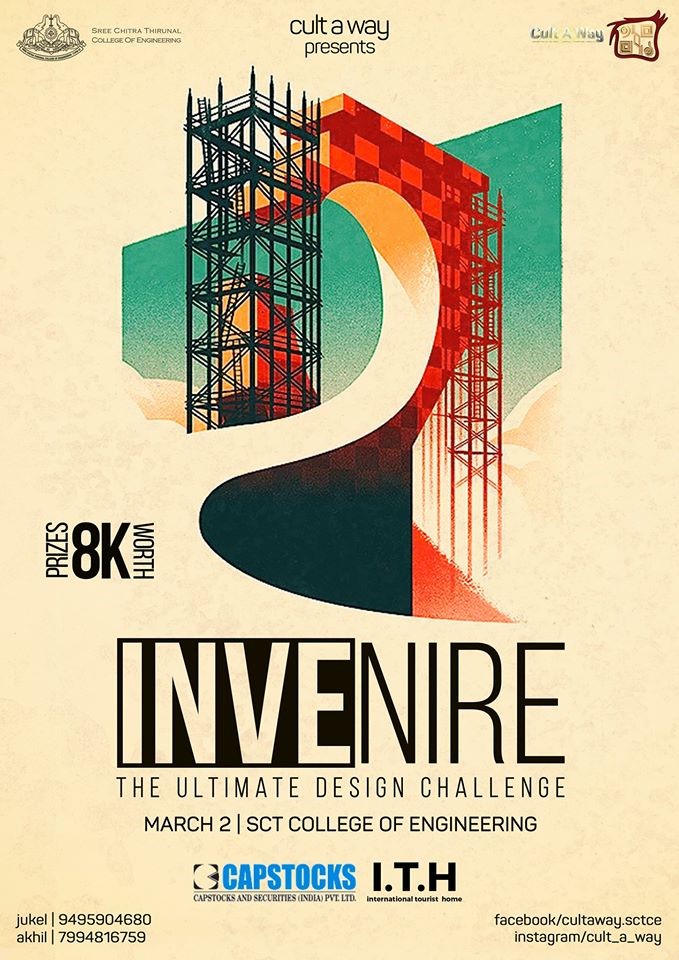 SREE CHITRA THIRUNAL
COLLEGE OF ENGINEERING
cult a way
presents
Cult A Way
PRIZES
8K
WORTH
INVENIRE
THE ULTIMATE DESIGN CHALLENGE
MARCH 2 | SCT COLLEGE OF ENGINEERING
CAPSTOCKS
CAPSTOCKS AND SECURITIES (INDIA) PVT. LTD.
I.T.H
international tourist home
jukel | 9495904680
akhil | 7994816759
facebook/cultaway.sctce
instagram/cult_a_way